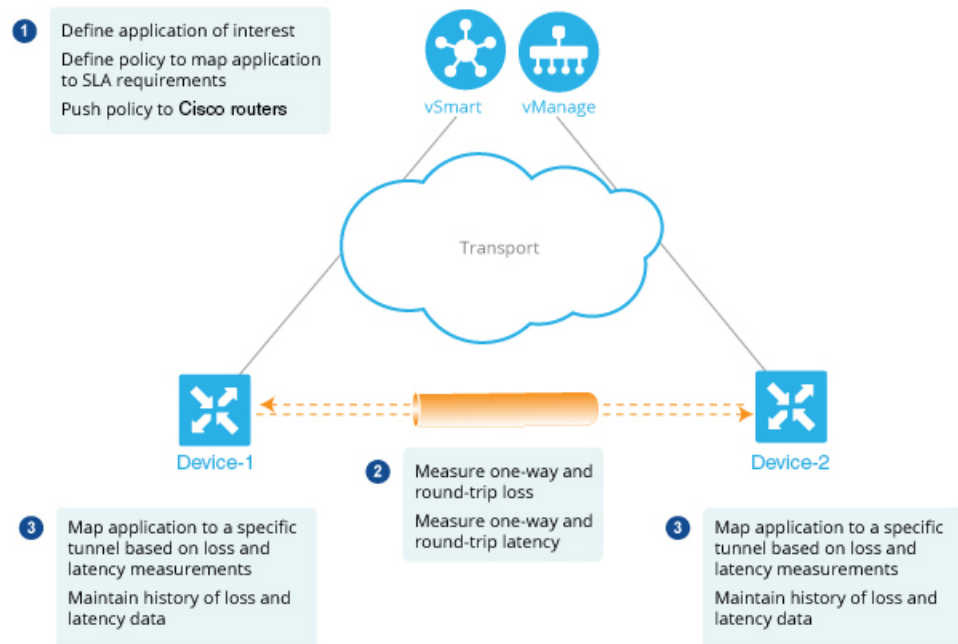 1
Define application of interest
Define policy to map application
to SLA requirements
Push policy to Cisco routers
vSmart
vManage
Transport
Device-1
Device-2
2
Measure one-way and
round-trip loss
Measure one-way and
round-trip latency
3
Map application to a specific
tunnel based on loss and
latency measurements
Maintain history of loss and
latency data
3
Map application to a specific
tunnel based on loss and
latency measurements
Maintain history of loss and
latency data